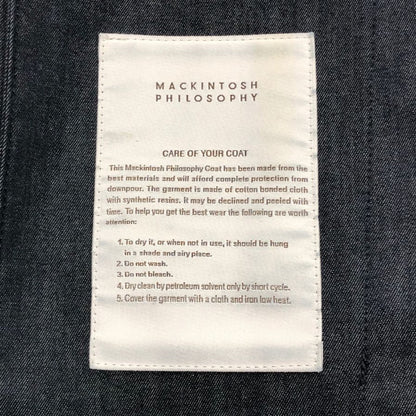 MACKINTOSH
PHILOSOPHY
CARE OF YOUR COAT
This Mackintosh Philosophy Coat has been made from the
best materials and will afford complete protection from
downpour. The garment is made of cotton bonded cloth
with synthetic resins. It may be declined and peeled with
time. To help you get the best wear the following are worth
attention:
1. To dry it, or when not in use, it should be hung
in a shade and airy place.
2. Do not wash.
3. Do not bleach.
4. Dry clean by petroleum solvent only by short cycle.
5. Cover the garment with a cloth and iron low heat.